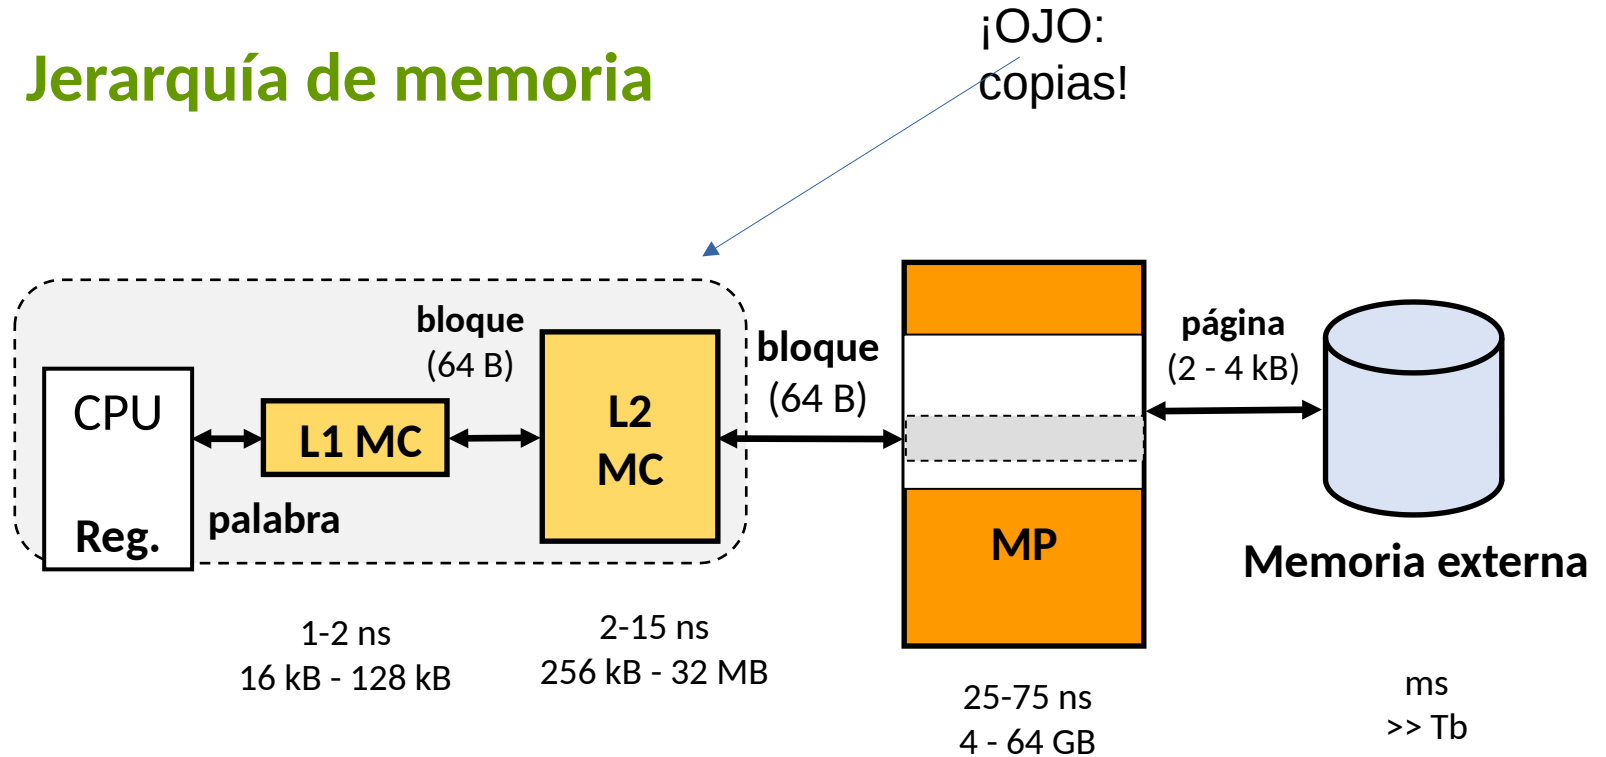 ¡OJO:
copias!
Jerarquía de memoria
bloque
(64 B)
bloque
(64 B)
página
(2 - 4 kB)
CPU
Reg.
L1 MC
palabra
L2
MC
MP
Memoria externa
1-2 ns
16 kB - 128 kB
2-15 ns
256 kB - 32 MB
25-75 ns
4 - 64 GB
ms
>> Tb